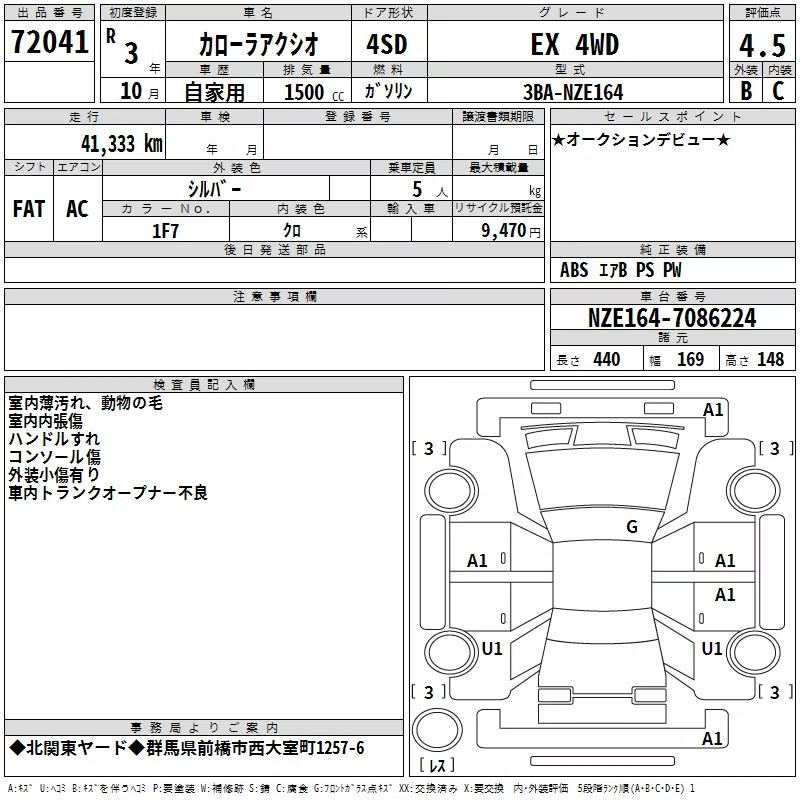 出品番号
72041
初度登録
R 3 年
10 月
車名
カローラアクシオ
ドア形状
4SD
グレード
EX 4WD
評価点
4.5
外装 内装
B C
車歴
自家用
排気量
1500 CC
燃料
ガソリン
型式
3BA-NZE164
走行
41,333 km
車検
年 月
登録番号
譲渡書類期限
月 日
セールスポイント
★オークションデビュー★
シフト
FAT
エアコン
AC
外装色
シルバー
乗車定員
5 人
最大積載量
kg
カラーNo.
1F7
内装色
クロ 系
輸入車
リサイクル預託金
9,470 円
後日発送部品
純正装備
ABS エアB PS PW
注意事項欄
車台番号
NZE164-7086224
諸元
長さ 440 幅 169 高さ 148
検査員記入欄
室内薄汚れ、動物の毛
室内内張傷
ハンドルすれ
コンソール傷
外装小傷有り
車内トランクオープナー不良
A1
[ 3 ] [ 3 ]
G
A1 A1
A1
U1 U1
[ 3 ] [ 3 ]
A1
[ レス ]
事務局よりご案内
◆北関東ヤード◆群馬県前橋市西大室町1257-6
A:キズ U:ヘコミ B:キズを伴うヘコミ P:要塗装 W:補修跡 S:錆 C:腐食 G:フロントガラス点キズ XX:交換済み X:要交換 内・外装評価 5段階ランク順(A・B・C・D・E) 1